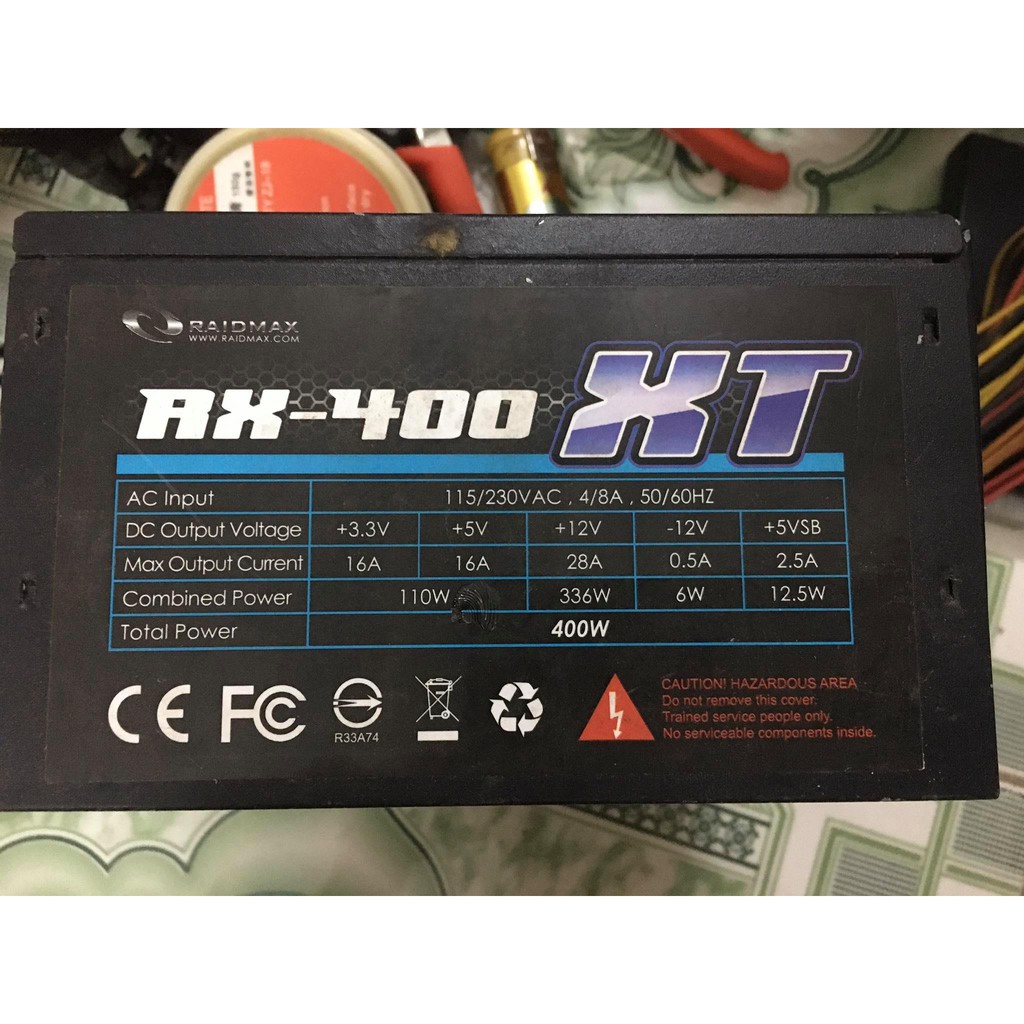 150g
RAIDMAX
WWW.RAIDMAX.COM
RX-400 XT
AC Input 115/230VAC , 4/8A , 50/60HZ
DC Output Voltage +3.3V +5V +12V -12V +5VSB
Max Output Current 16A 16A 28A 0.5A 2.5A
Combined Power 110W 336W 6W 12.5W
Total Power 400W
CE FCC
R33A74
CAUTION! HAZARDOUS AREA
Do not remove this cover.
Trained service people only.
No serviceable components inside.